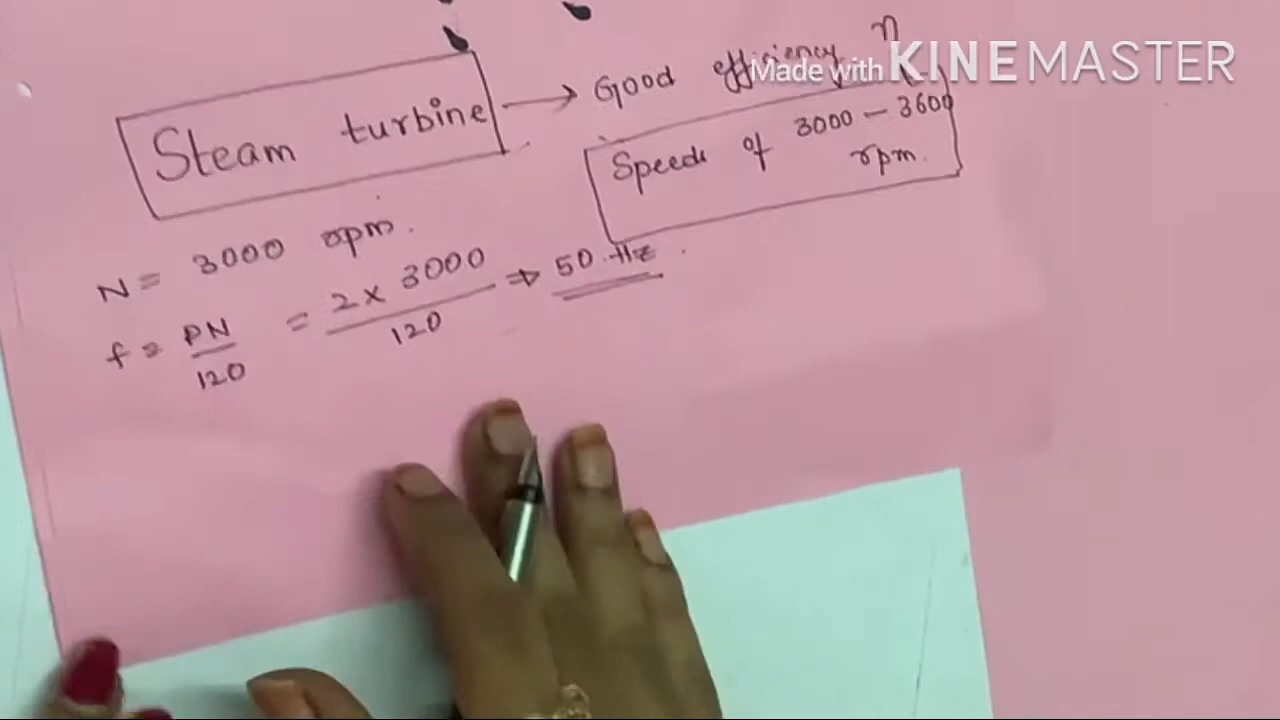 Made with KINEMASTER
Steam turbine → Good efficiency η
Speeds of 3000 – 3600
rpm.
N = 3000 rpm.
f = PN/120 = 2 x 3000/120 ⇒ 50 Hz.